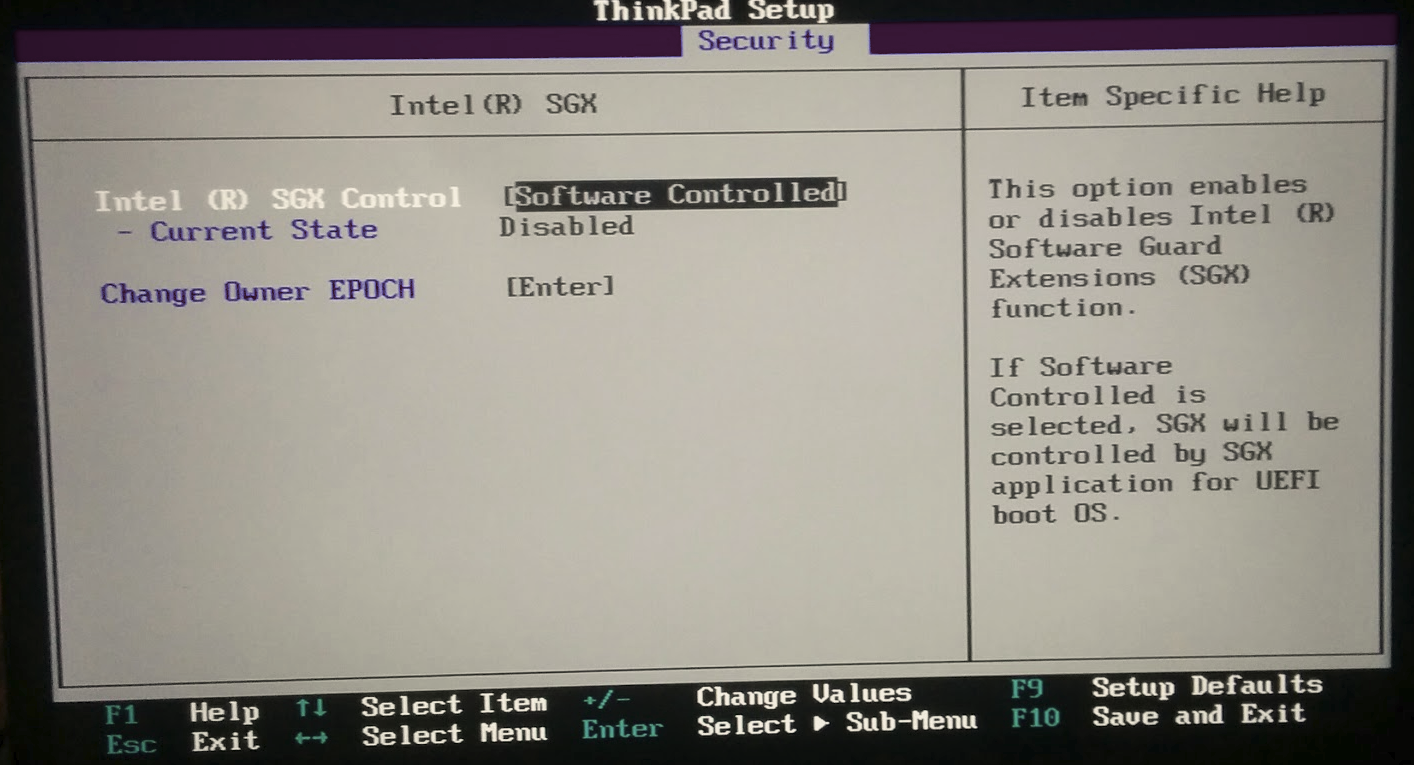 ThinkPad Setup
Security
Intel(R) SGX
Item Specific Help
Intel (R) SGX Control [Software Controlled]
- Current State Disabled
Change Owner EPOCH [Enter]
This option enables
or disables Intel (R)
Software Guard
Extensions (SGX)
function.
If Software
Controlled is
selected, SGX will be
controlled by SGX
application for UEFI
boot OS.
F1 Help ↑↓ Select Item +/- Change Values F9 Setup Defaults
Esc Exit ←→ Select Menu Enter Select ▶ Sub-Menu F10 Save and Exit